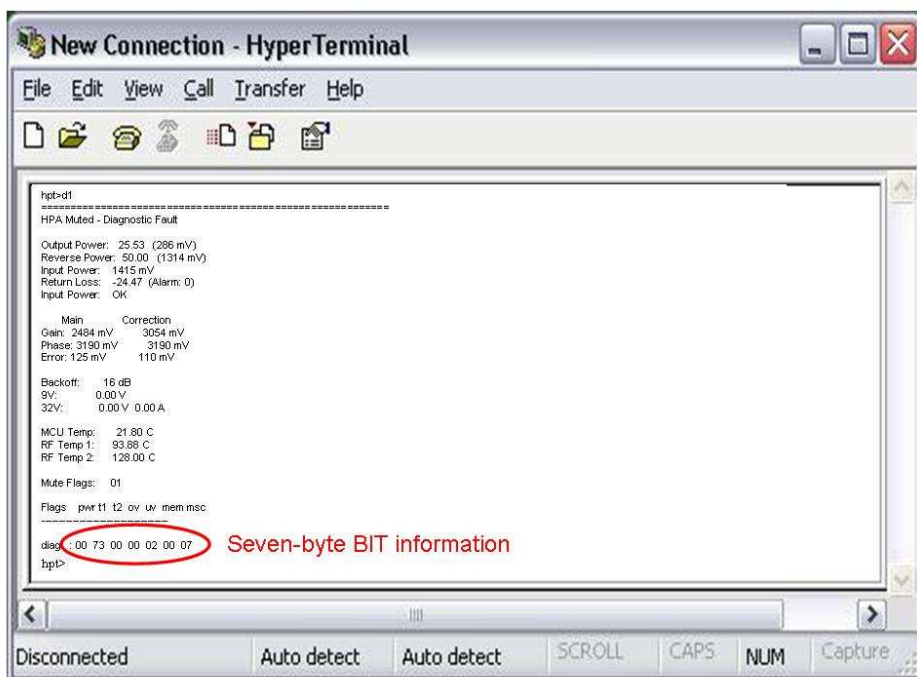 New Connection - HyperTerminal
File Edit View Call Transfer Help
hpt>d1
==========================================================
HPA Muted - Diagnostic Fault
Output Power: 25.53 (286 mV)
Reverse Power: 50.00 (1314 mV)
Input Power: 1415 mV
Return Loss: -24.47 (Alarm: 0)
Input Power: OK
Main Correction
Gain: 2484 mV 3054 mV
Phase: 3190 mV 3190 mV
Error: 125 mV 110 mV
Backoff: 16 dB
9V: 0.00 V
32V: 0.00 V 0.00 A
MCU Temp: 21.80 C
RF Temp 1: 93.88 C
RF Temp 2: 128.00 C
Mute Flags: 01
Flags pwr t1 t2 ov uv mem msc
--------------------
diag : 00 73 00 00 02 00 07 Seven-byte BIT information
hpt>
Disconnected Auto detect Auto detect SCROLL CAPS NUM Capture